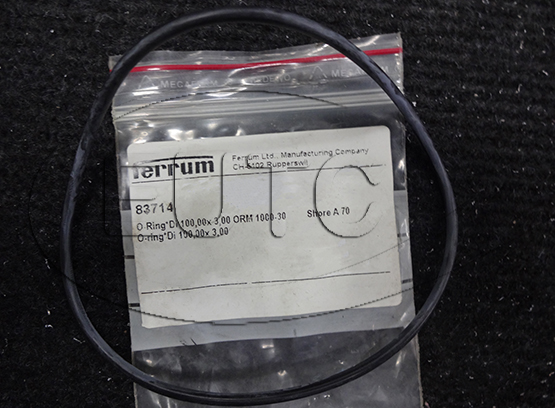 ferrum
Ferrum Ltd., Manufacturing Company
CH-5102 Rupperswil
83714
O-Ring*Di 100,00x 3,00 ORM 1000-30 Shore A 70
O-ring*Di 100,00x 3,00
UTC